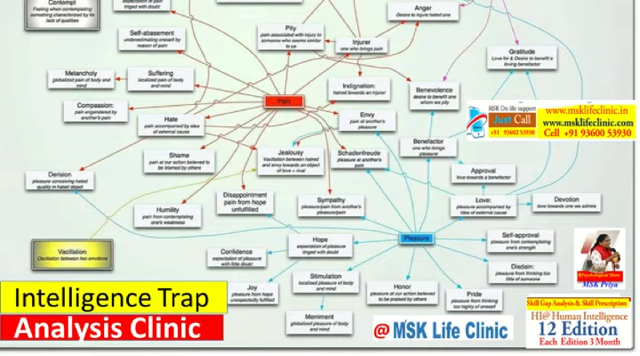 Contempt
Feeling when contemplating
something characterized by its
lack of qualities
tinged with doubt
Anger
Desire to injure hated one
Self-abasement
underestimating oneself by
reason of pain
Pity
pain associated with injury to
someone who seems similar
to us
Injurer
one who brings pain
Gratitude
Love for & Desire to benefit a
loving benefactor
Melancholy
globalized pain of body and
mind
Suffering
localized pain of body
and mind
Pain
Indignation:
hatred towards an injurer
Benevolence
desire to benefit one
whom we pity
Compassion:
pain engendered by
another's pain
Hate
pain accompanied by idea
of external cause
Envy
pain at another's
pleasure
MSK On life support
Just Call
+91 93602 53930
www.msklifeclinic.in
www.msklifeclinic.com
Cell +91 93600 53930
Benefactor
one who brings
pleasure
Shame
pain at our action believed to
be blamed by others
Jealousy
Vacillation between hatred
and envy towards an object
of love + rival
Schadenfreude
pleasure at another's
pain
Approval
love towards a benefactor
Derision
pleasure conceiving hated
quality in hated object
Disappointment
pain from hope
unfulfilled
Sympathy
pleasure/pain from another's
pleasure/pain
Love:
pleasure accompanied by
idea of external cause
Devotion
love towards one we admire
Humility
pain from contemplating
one's weakness
Vacillation
Oscillation between two emotions
Hope
expectation of pleasure
tinged with doubt
Pleasure
Self-approval
pleasure from contemplating
one's strength
Confidence
expectation of pleasure
with little doubt
Disdain:
pleasure from thinking too
little of someone
MSK Priya
Stimulation
localized pleasure of body
and mind
Joy
pleasure from hope
unexpectedly fulfilled
Honor
pleasure at our action believed
to be praised by others
Pride
pleasure from thinking
too highly of oneself
Merriment
globalized pleasure of body
and mind
Intelligence Trap
Analysis Clinic
@ MSK Life Clinic
Skill Gap Analysis & Skill Prescription
HI@ Human Intelligence
12 Edition
Each Edition 3 Month